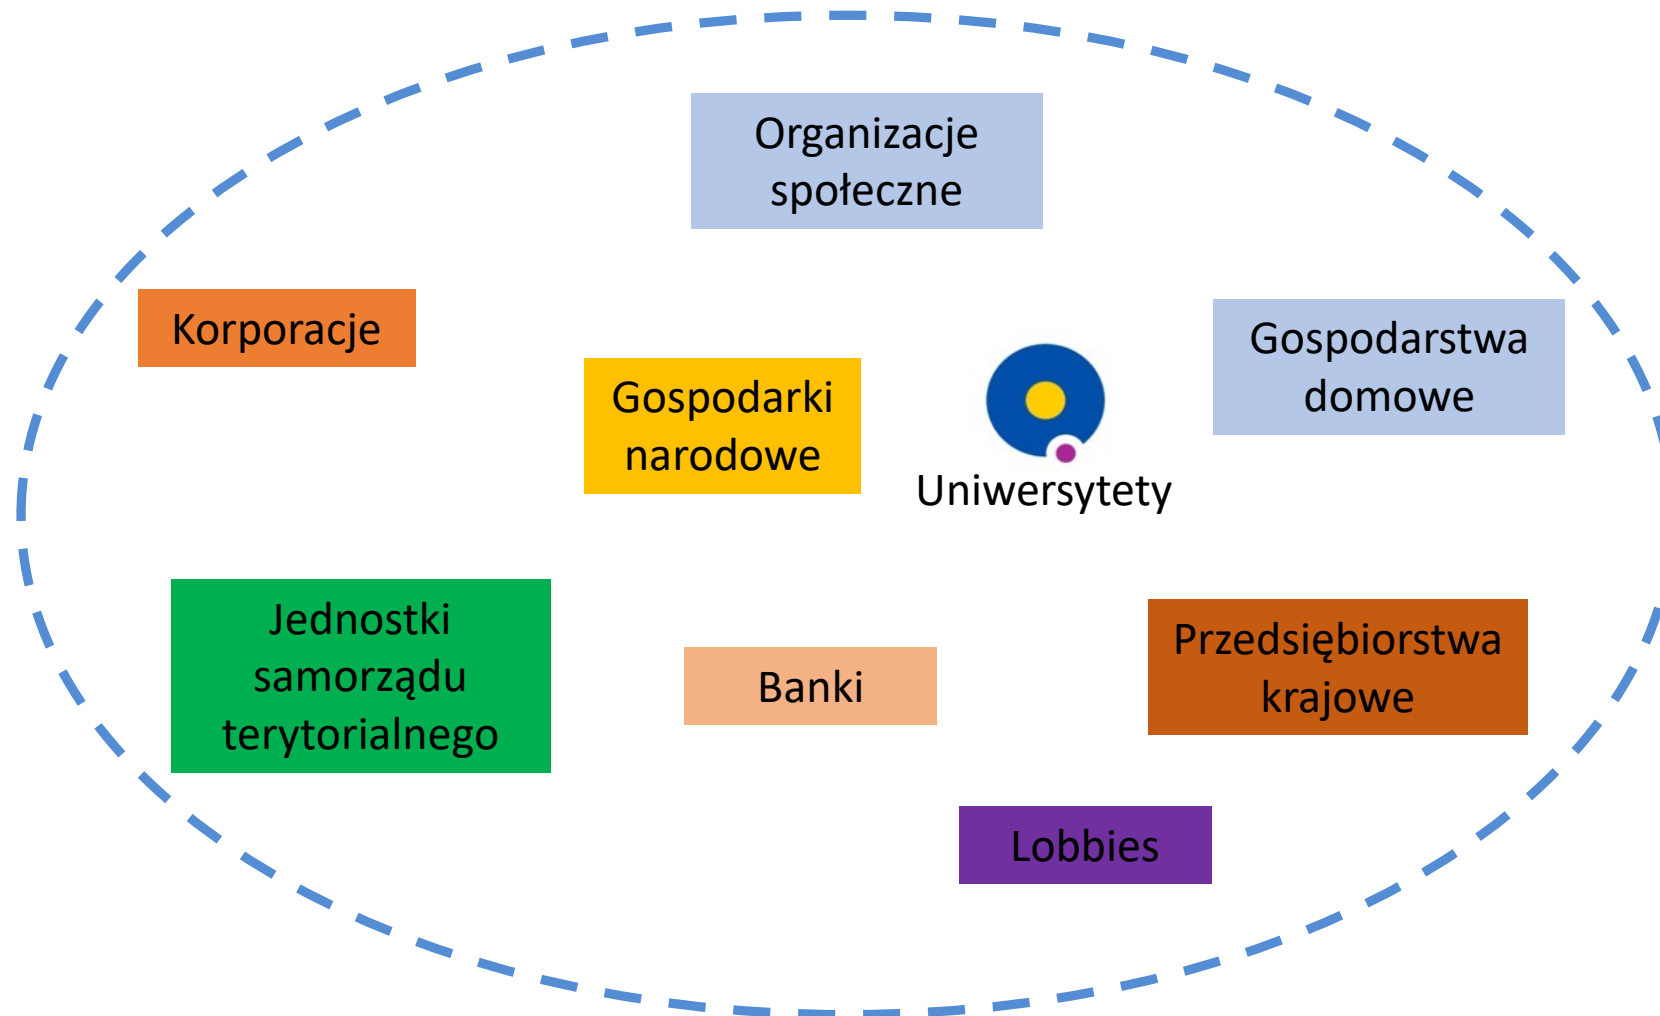 Organizacje
społeczne
Korporacje
Gospodarstwa
domowe
Gospodarki
narodowe
Uniwersytety
Jednostki
samorządu
terytorialnego
Przedsiębiorstwa
krajowe
Banki
Lobbies